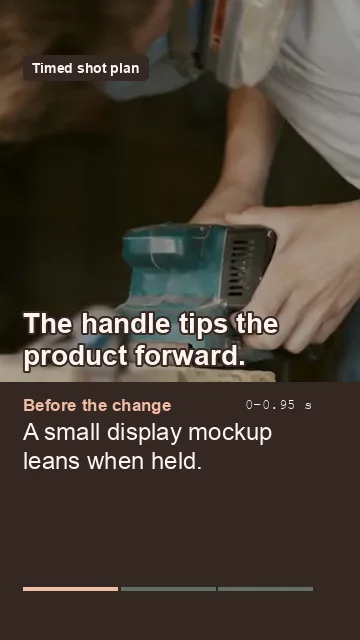 Timed shot plan
The handle tips the
product forward.
Before the change
0–0.95 s
A small display mockup
leans when held.